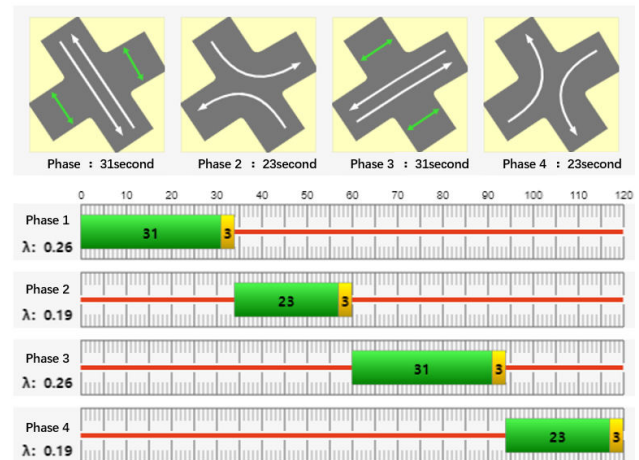 Phase : 31second
Phase 2 : 23second
Phase 3 : 31second
Phase 4 : 23second
0 10 20 30 40 50 60 70 80 90 100 110 120
Phase 1
31 3
λ: 0.26
Phase 2
23 3
λ: 0.19
Phase 3
31 3
λ: 0.26
Phase 4
23 3
λ: 0.19